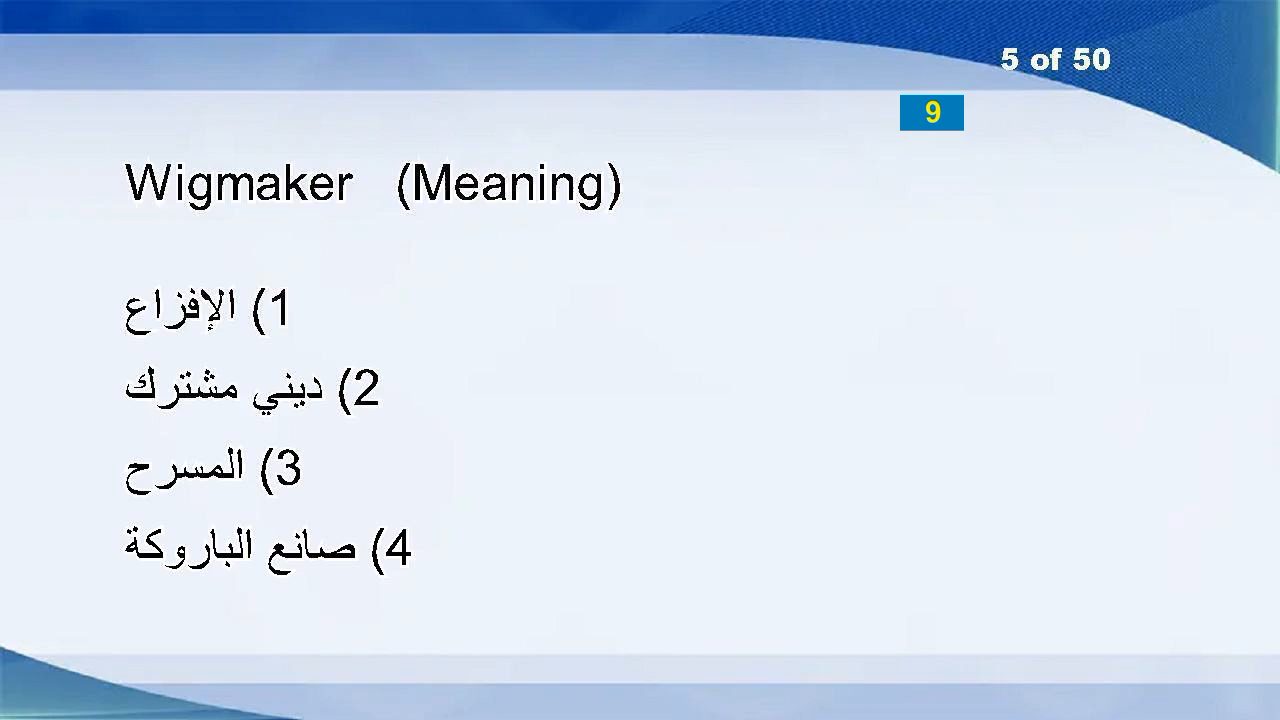 5 of 50
9
Wigmaker (Meaning)
1) الإفزاع
2) ديني مشترك
3) المسرح
4) صانع الباروكة